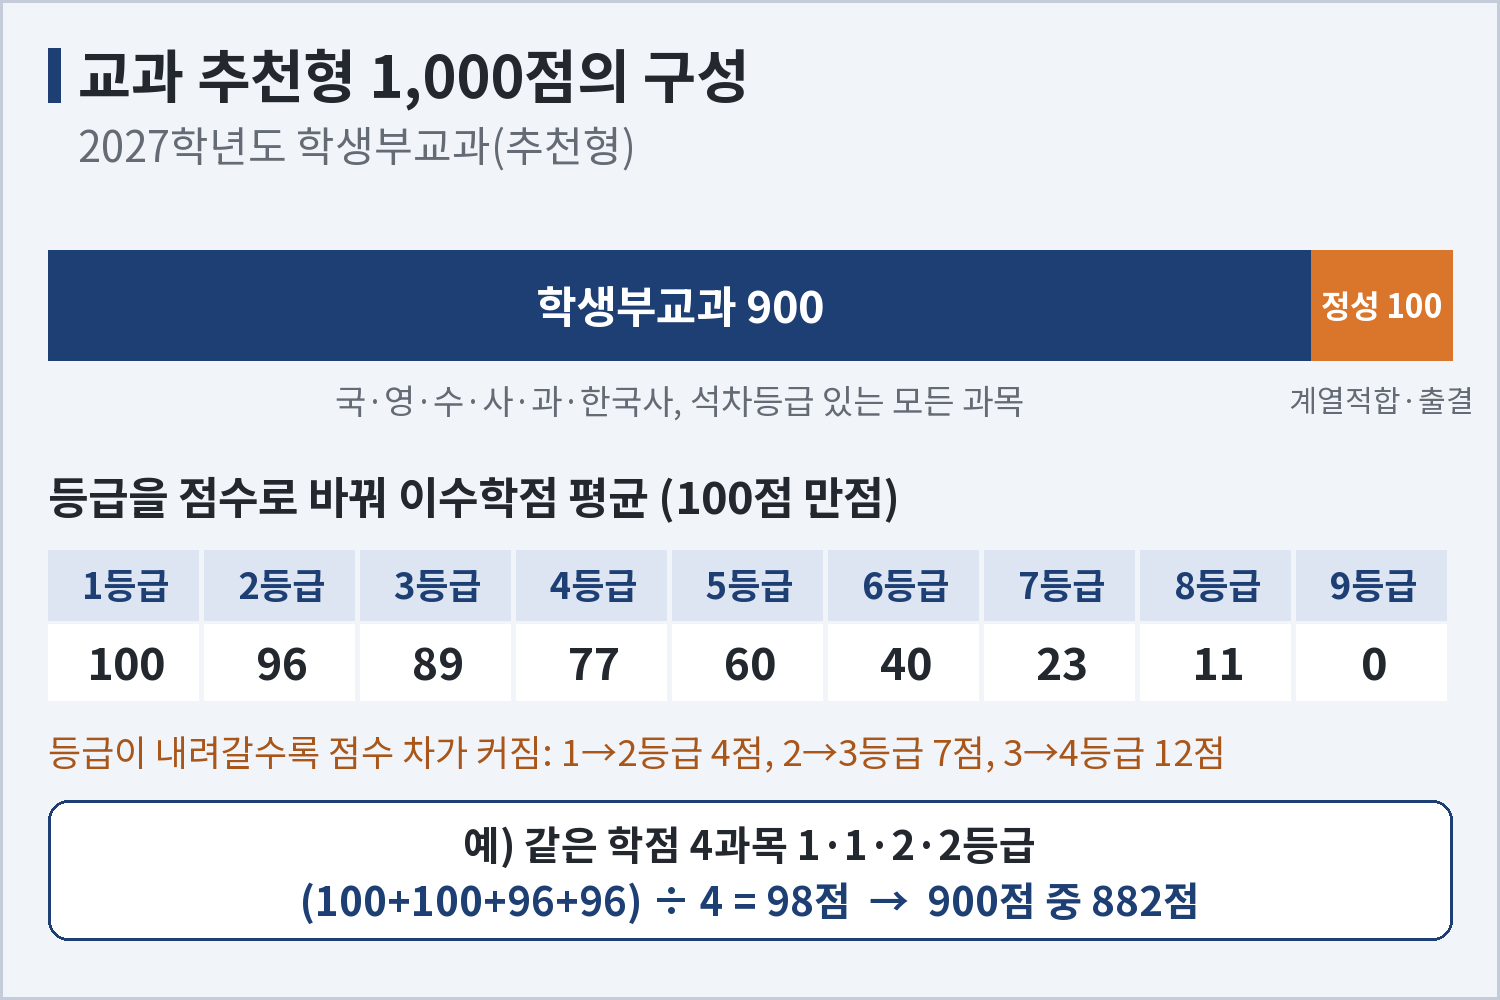 교과 추천형 1,000점의 구성
2027학년도 학생부교과(추천형)
학생부교과 900
정성 100
국·영·수·사·과·한국사, 석차등급 있는 모든 과목
계열적합·출결
등급을 점수로 바꿔 이수학점 평균 (100점 만점)
1등급 2등급 3등급 4등급 5등급 6등급 7등급 8등급 9등급
100 96 89 77 60 40 23 11 0
등급이 내려갈수록 점수 차가 커짐: 1→2등급 4점, 2→3등급 7점, 3→4등급 12점
예) 같은 학점 4과목 1·1·2·2등급
(100+100+96+96) ÷ 4 = 98점 → 900점 중 882점